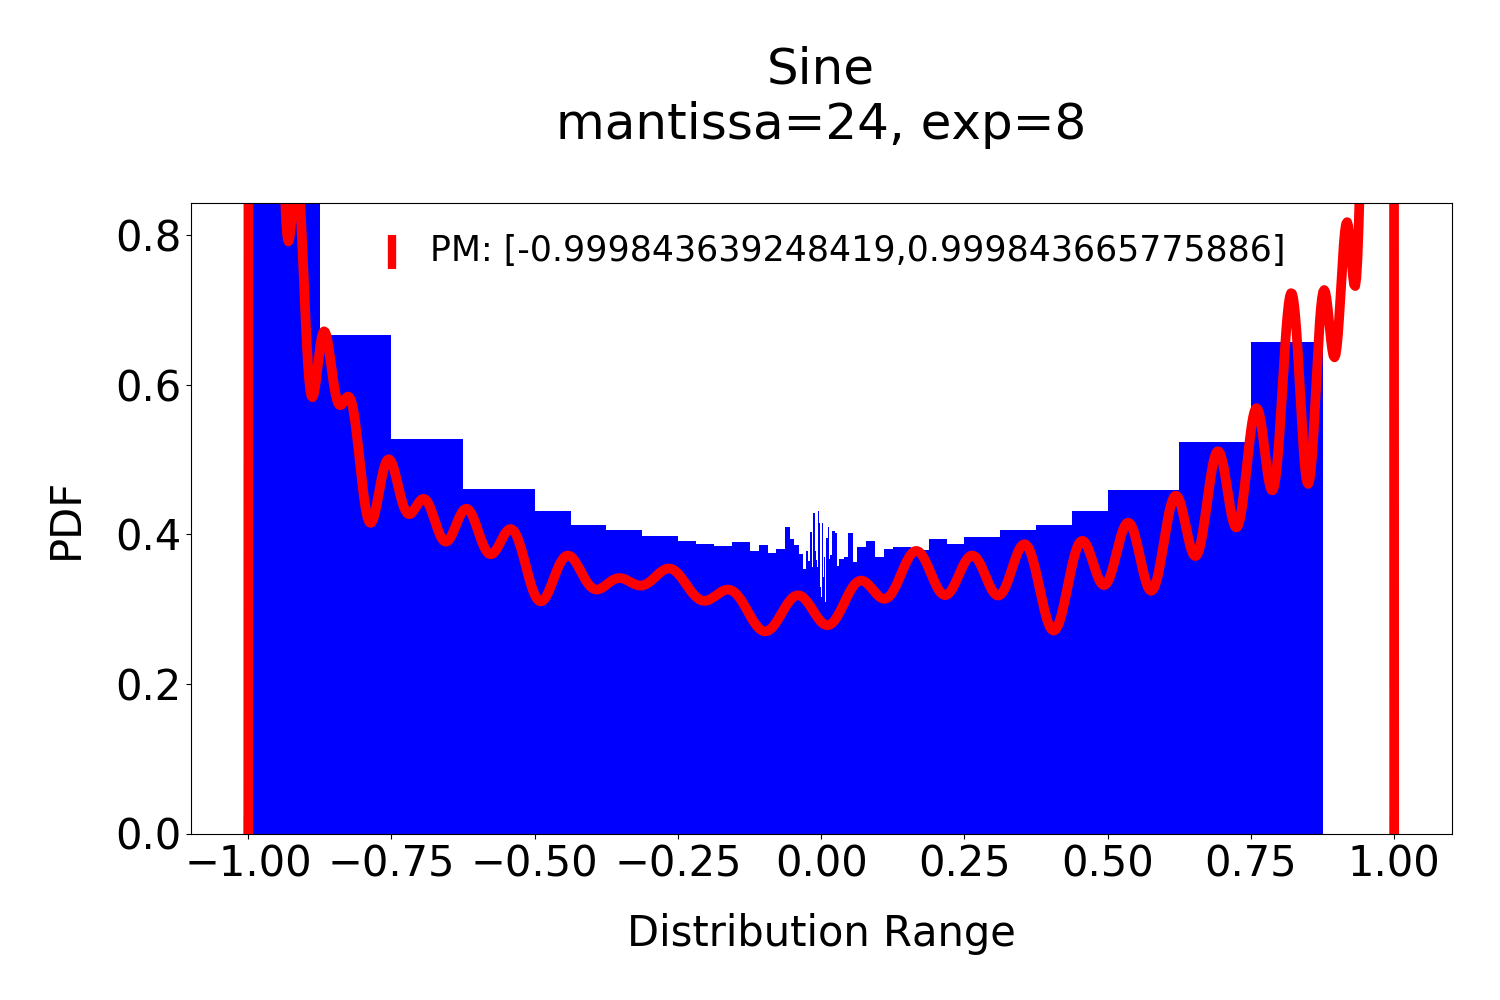 Sine
mantissa=24, exp=8
PM: [-0.999843639248419,0.999843665775886]
PDF
0.8
0.6
0.4
0.2
0.0
−1.00 −0.75 −0.50 −0.25 0.00 0.25 0.50 0.75 1.00
Distribution Range